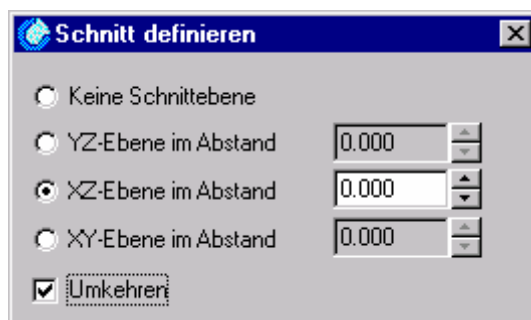 Schnitt definieren
Keine Schnittebene
YZ-Ebene im Abstand 0.000
XZ-Ebene im Abstand 0.000
XY-Ebene im Abstand 0.000
Umkehren